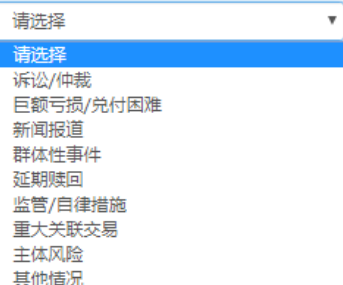 请选择
请选择
诉讼/仲裁
巨额亏损/兑付困难
新闻报道
群体性事件
延期赎回
监管/自律措施
重大关联交易
主体风险
其他情况